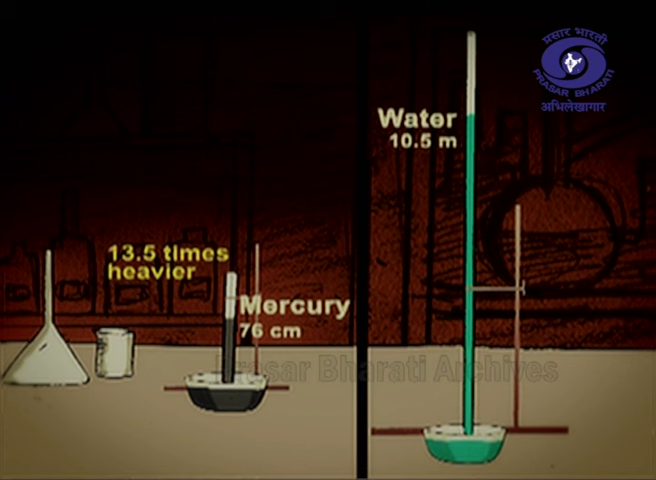 प्रसार भारती
PRASAR BHARATI
अभिलेखागार
Water
10.5 m
13.5 times
heavier
Mercury
76 cm
Prasar Bharati Archives